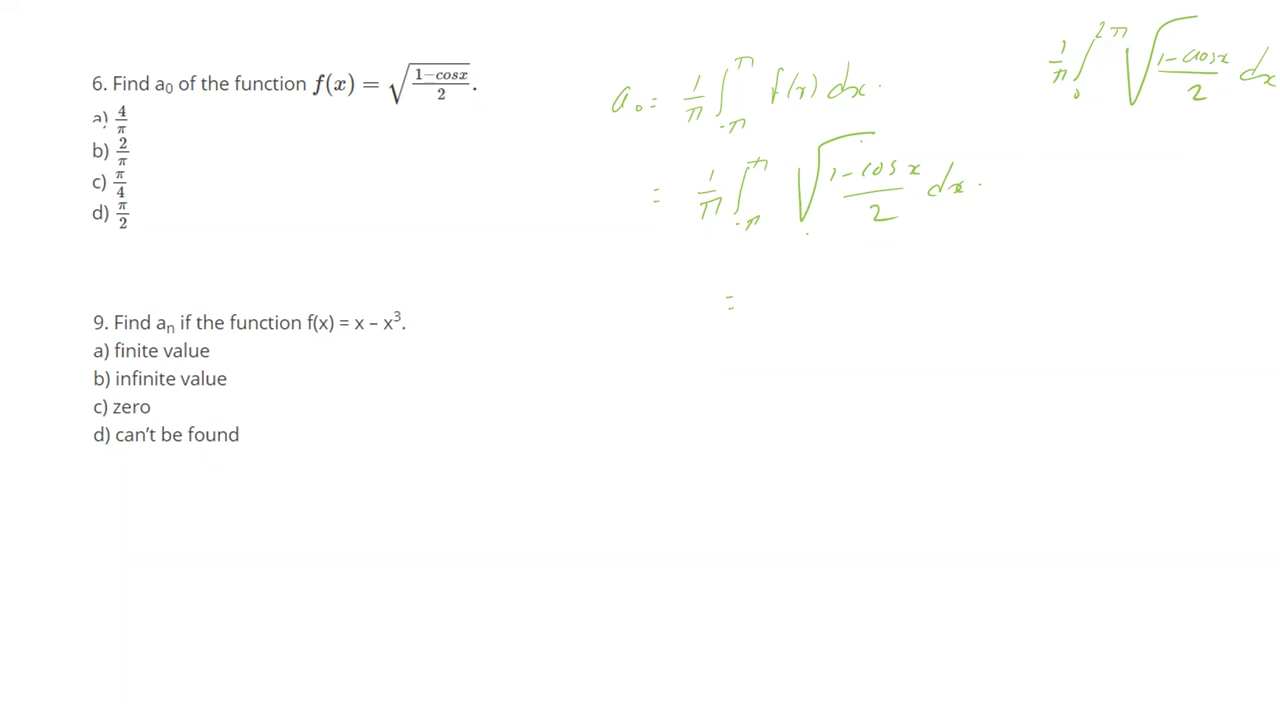 6. Find a₀ of the function f(x) = √((1−cosx)/2).
a) 4/π
b) 2/π
c) π/4
d) π/2
9. Find aₙ if the function f(x) = x – x³.
a) finite value
b) infinite value
c) zero
d) can’t be found
a₀ = 1/π ∫_{-π}^{π} f(x) dx.
= 1/π ∫_{-π}^{π} √((1-cosx)/2) dx.
=
1/π ∫_{0}^{2π} √((1-cosx)/2) dx